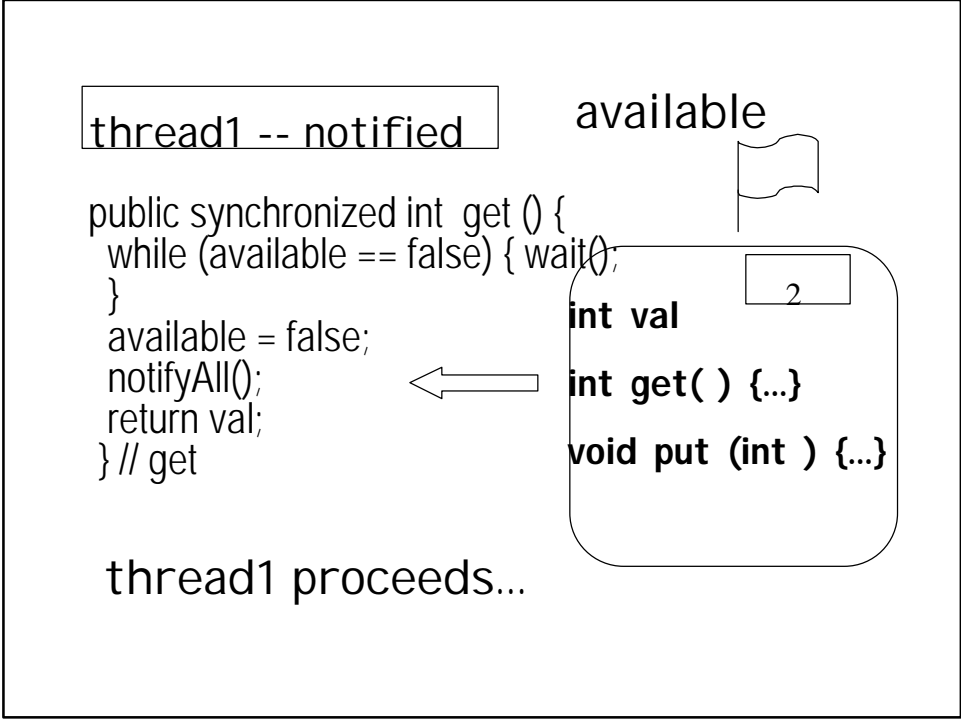 thread1 -- notified
available
public synchronized int get () {
while (available == false) { wait();
}
available = false;
notifyAll();
return val;
} // get
2
int val
int get( ) {...}
void put (int ) {...}
thread1 proceeds...